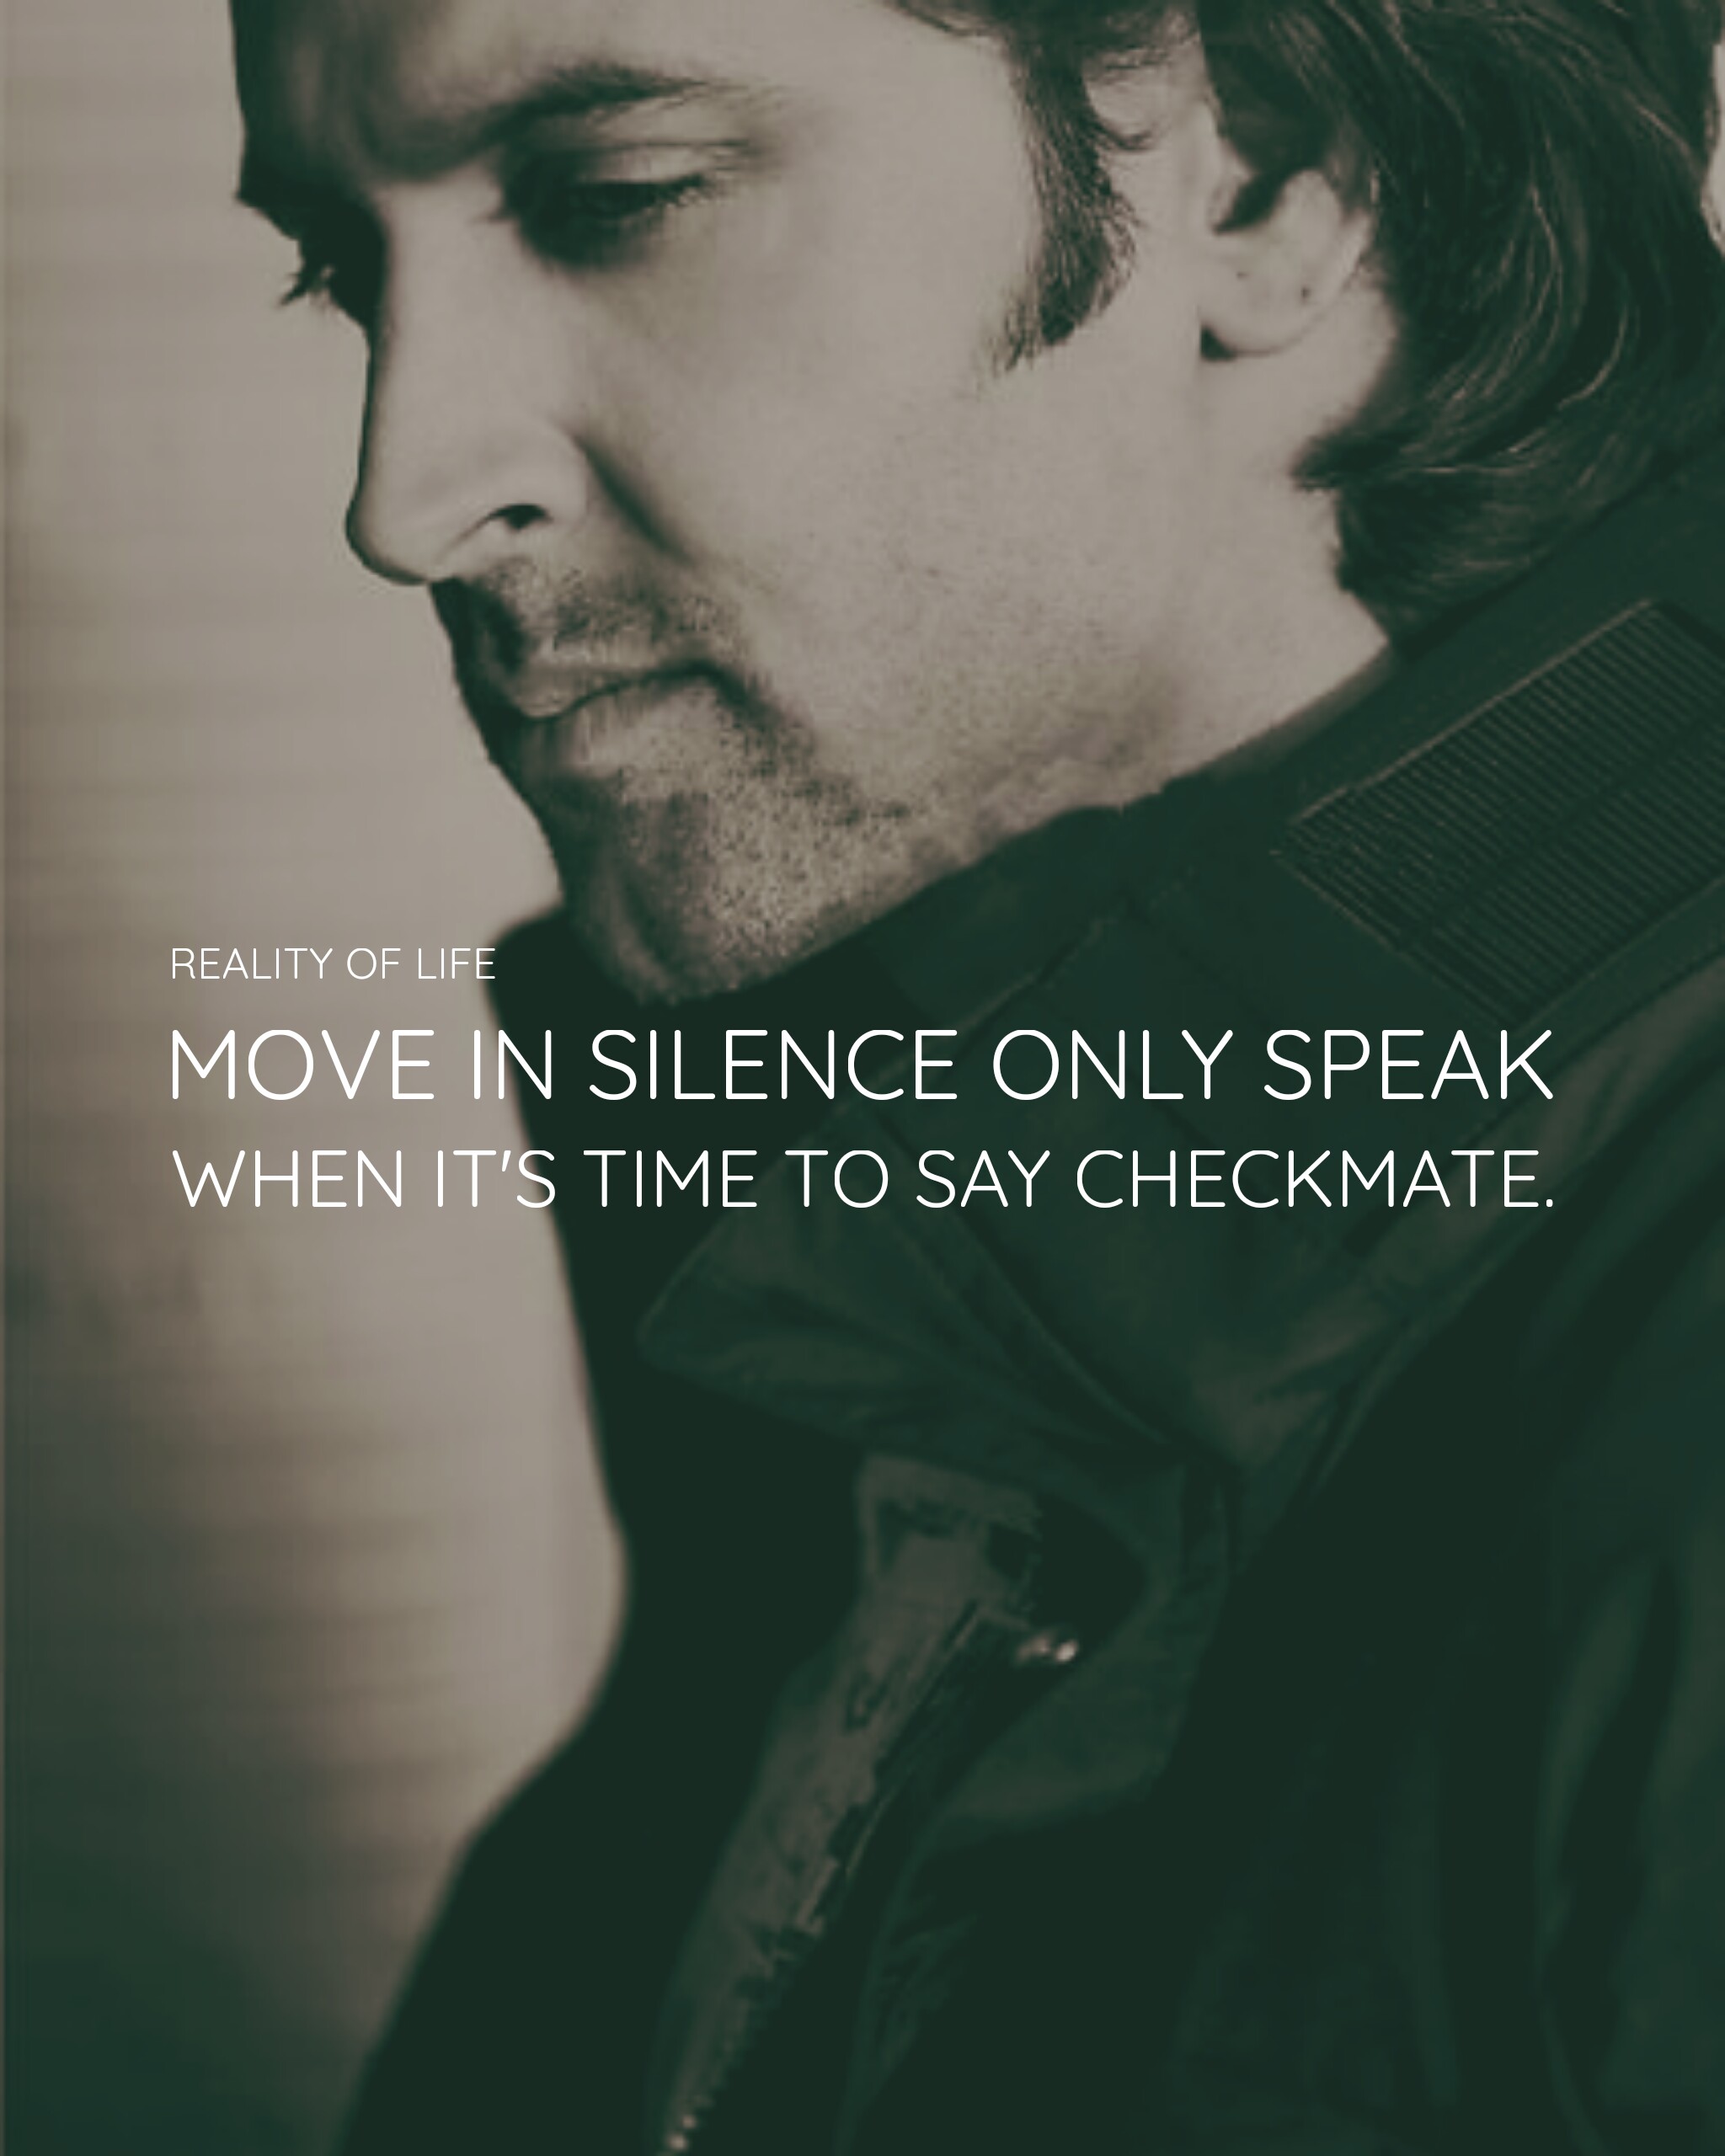 REALITY OF LIFE
MOVE IN SILENCE ONLY SPEAK
WHEN IT'S TIME TO SAY CHECKMATE.